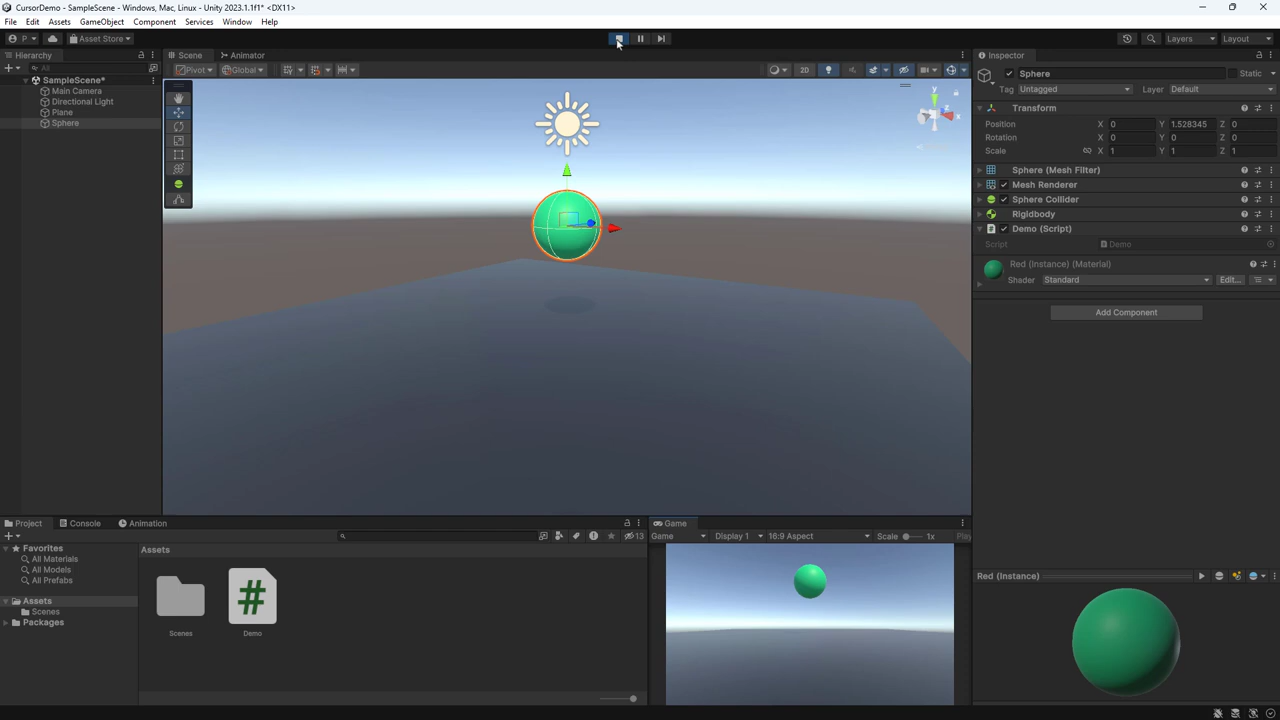 CursorDemo - SampleScene - Windows, Mac, Linux - Unity 2023.1.1f1* <DX11>
File Edit Assets GameObject Component Services Window Help
P Asset Store Layers Layout
Hierarchy Scene Animator Inspector
All Pivot Global 2D Sphere Static
SampleScene* Tag Untagged Layer Default
Main Camera
Directional Light
Plane
Sphere
y
x
Transform
Position X 0 Y 1.528345 Z 0
Rotation X 0 Y 0 Z 0
Scale X 1 Y 1 Z 1
Sphere (Mesh Filter)
Mesh Renderer
Sphere Collider
Rigidbody
Demo (Script)
Script Demo
Red (Instance) (Material)
Shader Standard Edit...
Add Component
Project Console Animation Game
13 Game Display 1 16:9 Aspect Scale 1x Play
Favorites
All Materials
All Models
All Prefabs
Assets
Scenes
Packages
Assets
Scenes Demo
Red (Instance)